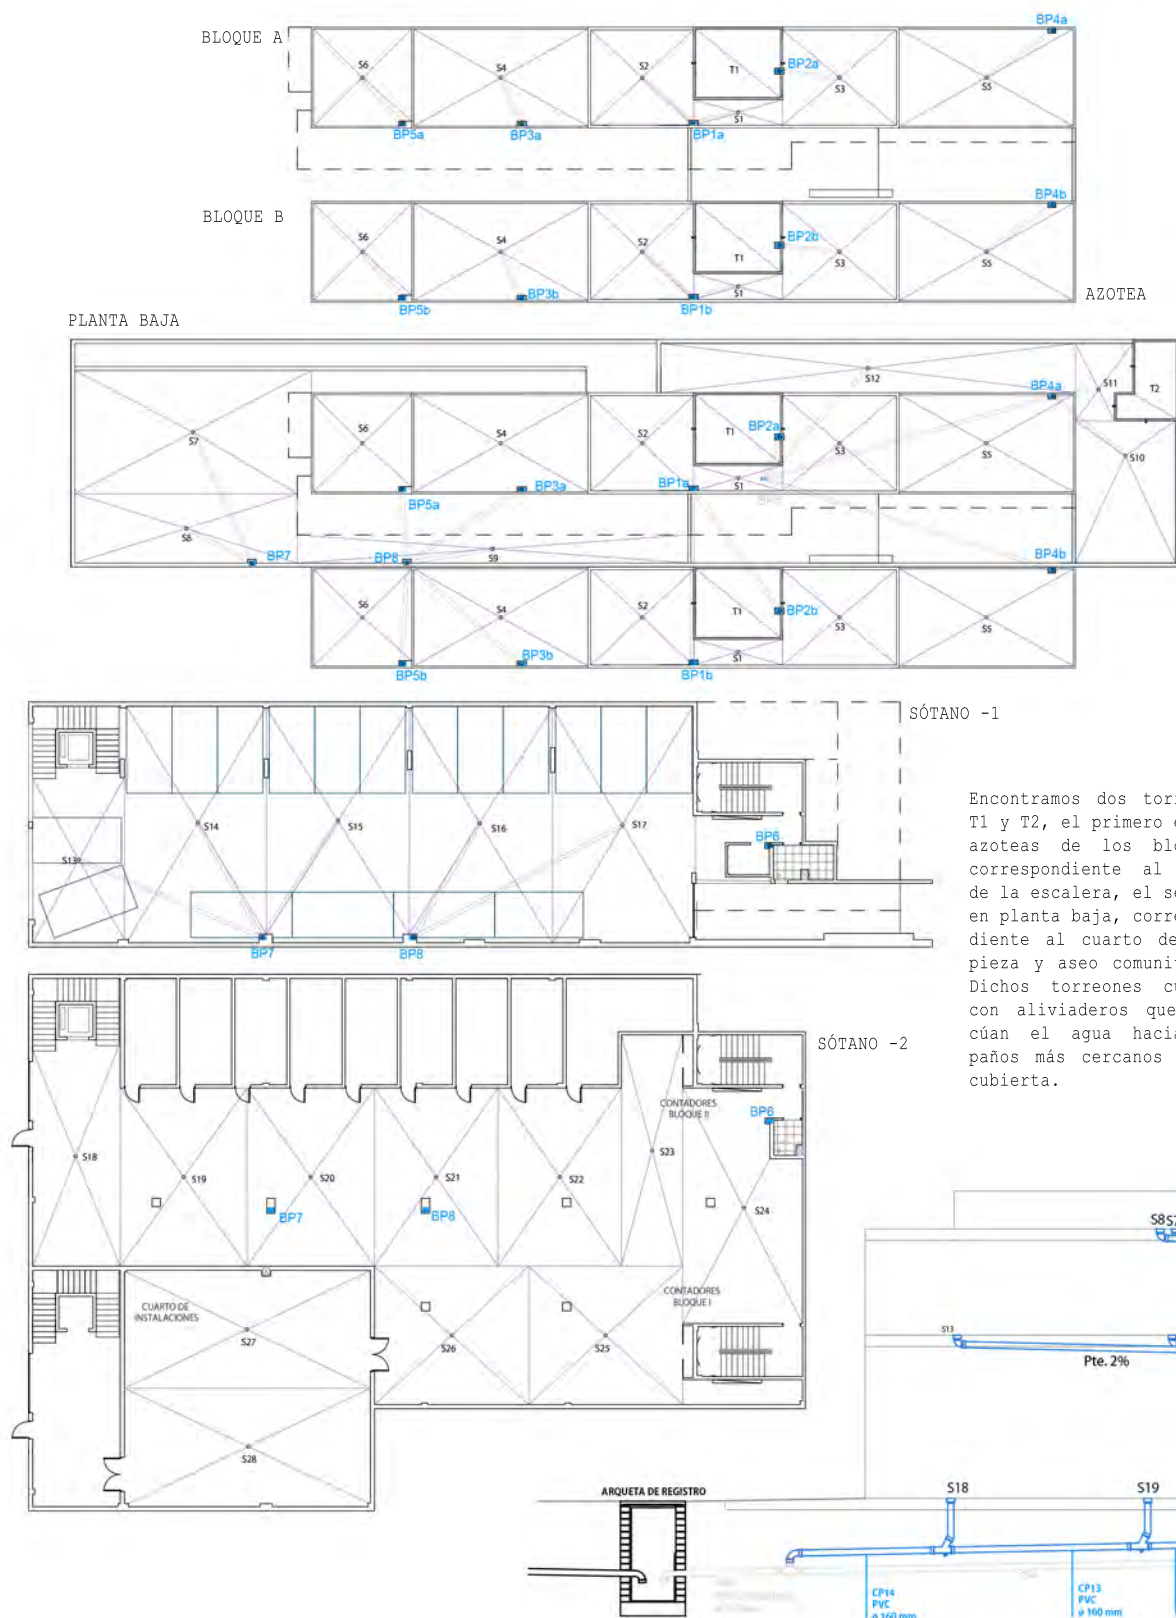 BLOQUE A
BP4a
S6
S4
S2
T1
BP2a
S3
S5
S1
BP5a
BP3a
BP1a
BLOQUE B
BP4b
S6
S4
S2
T1
BP2b
S3
S5
S1
BP5b
BP3b
BP1b
AZOTEA
PLANTA BAJA
S12
S11
T2
BP4a
S7
S6
S4
S2
T1
BP2a
S3
S5
S10
S1
BP5a
BP3a
BP1a
S8
BP7
BP8
S9
BP4b
S6
S4
S2
T1
BP2b
S3
S5
S1
BP5b
BP3b
BP1b
SÓTANO -1
S14
S15
S16
S17
S13
BP6
BP7
BP8
Encontramos dos
T1 y T2, el primero
azoteas de los
correspondiente al
de la escalera, el
en planta baja,
diente al cuarto
pieza y aseo
Dichos torreones
con aliviaderos
cúan el agua
paños más cercanos
cubierta.
SÓTANO -2
CONTADORES
BLOQUE II
BP6
S18
S19
S20
S21
S22
S23
S24
BP7
BP8
CONTADORES
BLOQUE I
CUARTO DE
INSTALACIONES
S27
S26
S25
S28
S8
S13
Pte. 2%
ARQUETA DE REGISTRO
S18
S19
CP14
PVC
ø 160 mm
CP13
PVC
ø 160 mm